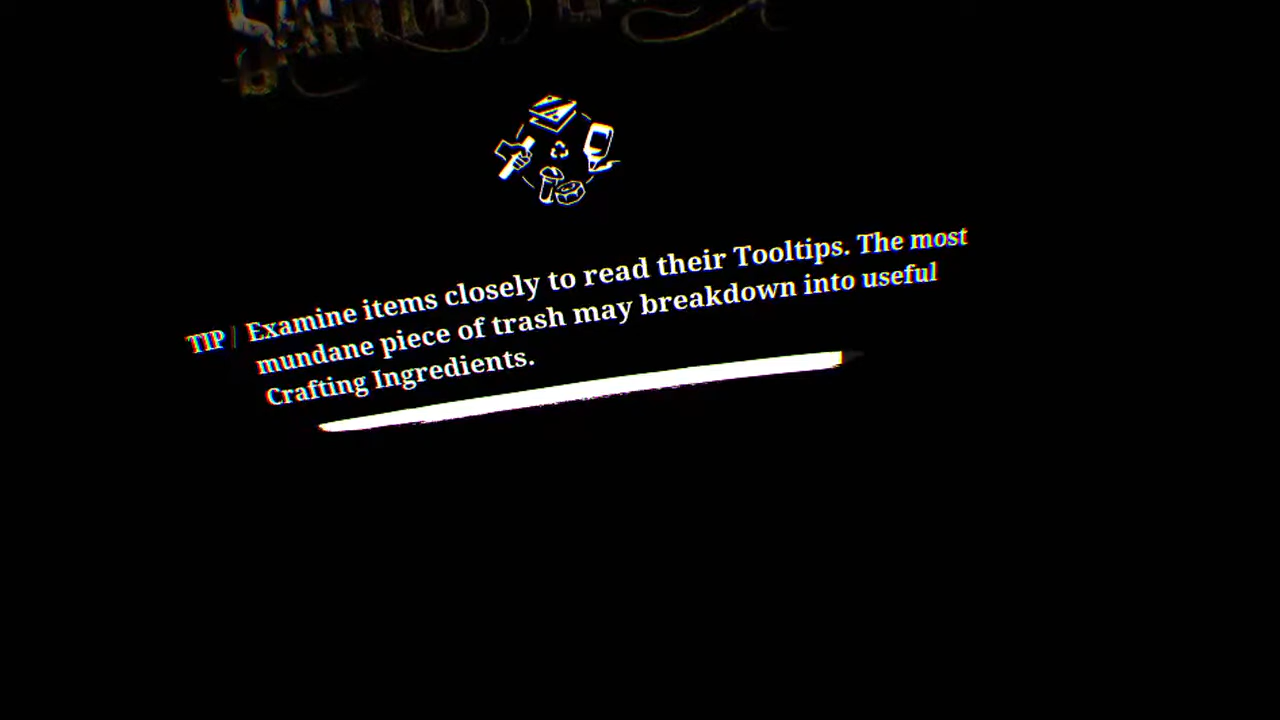 TIP | Examine items closely to read their Tooltips. The most
mundane piece of trash may breakdown into useful
Crafting Ingredients.